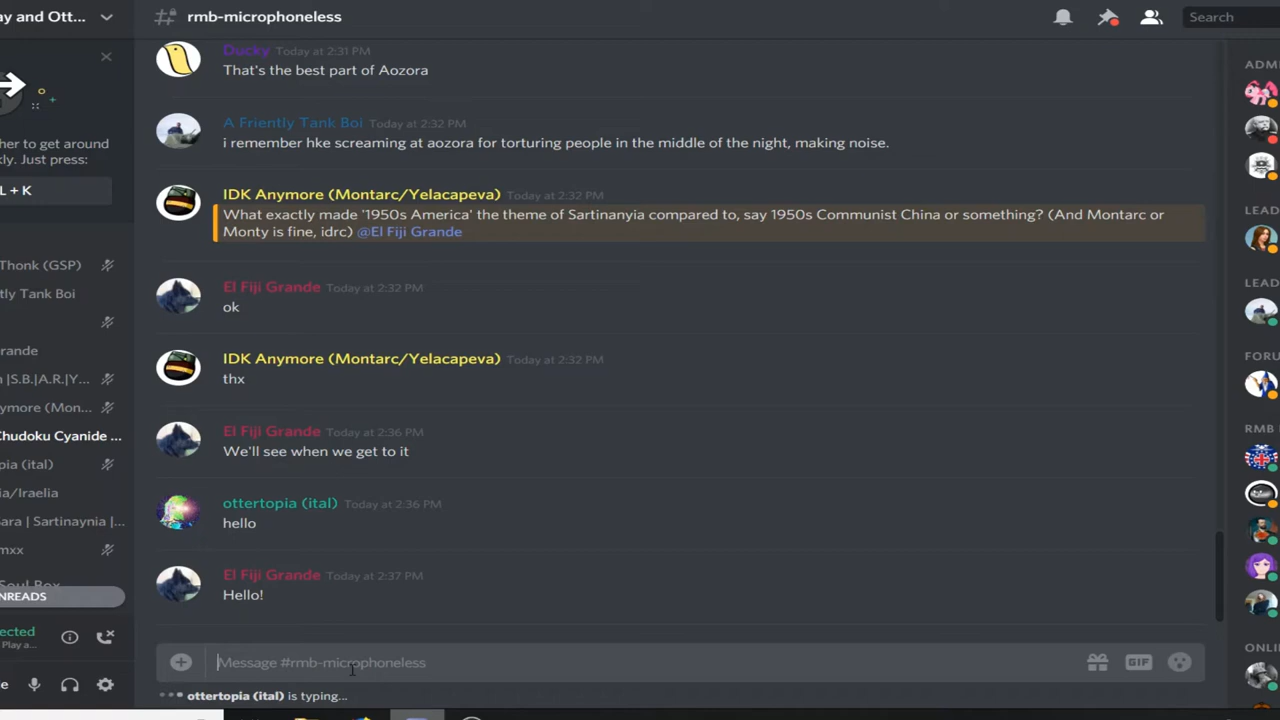 ay and Ott...
rmb-microphoneless
Search
her to get around
kly. Just press:
L + K
Thonk (GSP)
tly Tank Boi
rande
n |S.B.|A.R.|Y...
nymore (Mon...
Chudoku Cyanide ...
pia (ital)
ia/Iraelia
ara | Sartinaynia |...
mxx
Soul Box
NREADS
ected
Play a...
Ducky Today at 2:31 PM
That's the best part of Aozora
A Friently Tank Boi Today at 2:32 PM
i remember hke screaming at aozora for torturing people in the middle of the night, making noise.
IDK Anymore (Montarc/Yelacapeva) Today at 2:32 PM
What exactly made '1950s America' the theme of Sartinanyia compared to, say 1950s Communist China or something? (And Montarc or
Monty is fine, idrc) @El Fiji Grande
El Fiji Grande Today at 2:32 PM
ok
IDK Anymore (Montarc/Yelacapeva) Today at 2:32 PM
thx
El Fiji Grande Today at 2:36 PM
We'll see when we get to it
ottertopia (ital) Today at 2:36 PM
hello
El Fiji Grande Today at 2:37 PM
Hello!
Message #rmb-microphoneless
GIF
ottertopia (ital) is typing...
ADMI
LEAD
LEAD
FORU
RMB
ONLI